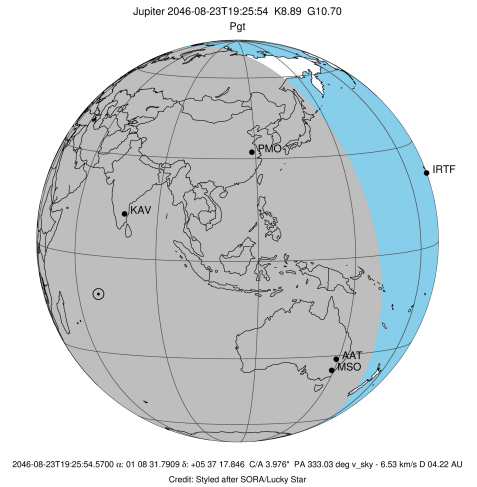 Jupiter 2046-08-23T19:25:54  K8.89  G10.70
Pgt
PMO
IRTF
KAV
AAT
MSO
2046-08-23T19:25:54.5700 α: 01 08 31.7909 δ: +05 37 17.846  C/A 3.976"  PA 333.03 deg v_sky - 6.53 km/s D 04.22 AU
Credit: Styled after SORA/Lucky Star